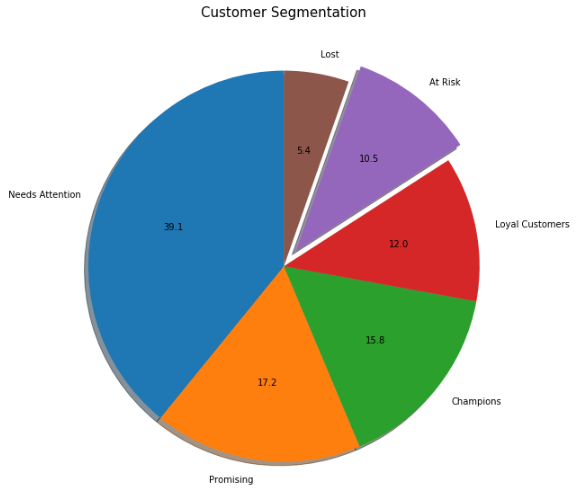 Customer Segmentation
Lost
At Risk
5.4
10.5
Needs Attention
39.1
Loyal Customers
12.0
15.8
17.2
Champions
Promising